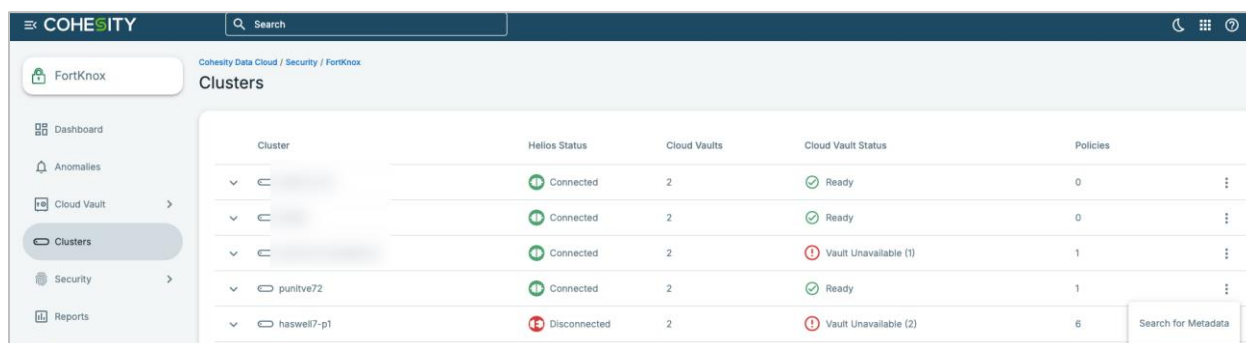 COHESITY
Search
FortKnox
Cohesity Data Cloud / Security / FortKnox
Clusters
Dashboard
Anomalies
Cloud Vault
Clusters
Security
Reports
Cluster Helios Status Cloud Vaults Cloud Vault Status Policies
Connected 2 Ready 0
Connected 2 Ready 0
Connected 2 Vault Unavailable (1) 1
punitve72 Connected 2 Ready 1
haswell7-p1 Disconnected 2 Vault Unavailable (2) 6
Search for Metadata